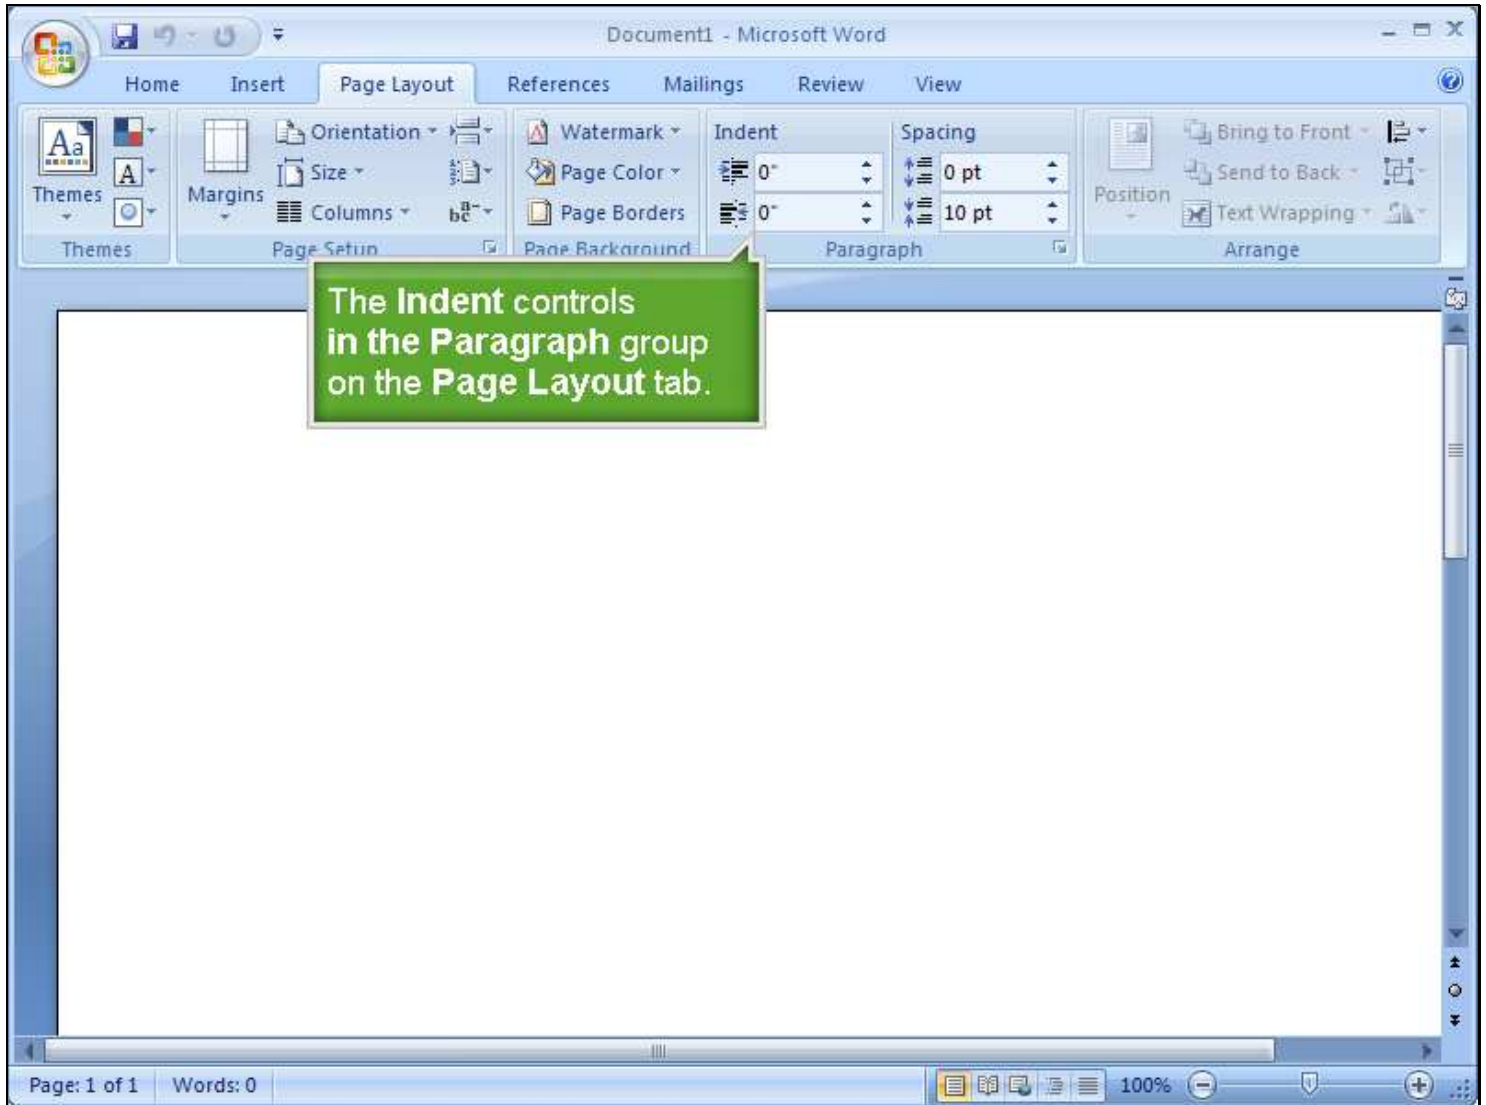 Document1 - Microsoft Word
Home Insert Page Layout References Mailings Review View
Aa Orientation Watermark Indent Spacing Bring to Front
A Size Page Color 0" 0 pt Send to Back
Themes Margins Columns Page Borders 0" 10 pt Position Text Wrapping
Themes Page Setup Page Background Paragraph Arrange
The Indent controls
in the Paragraph group
on the Page Layout tab.
Page: 1 of 1 Words: 0 100%